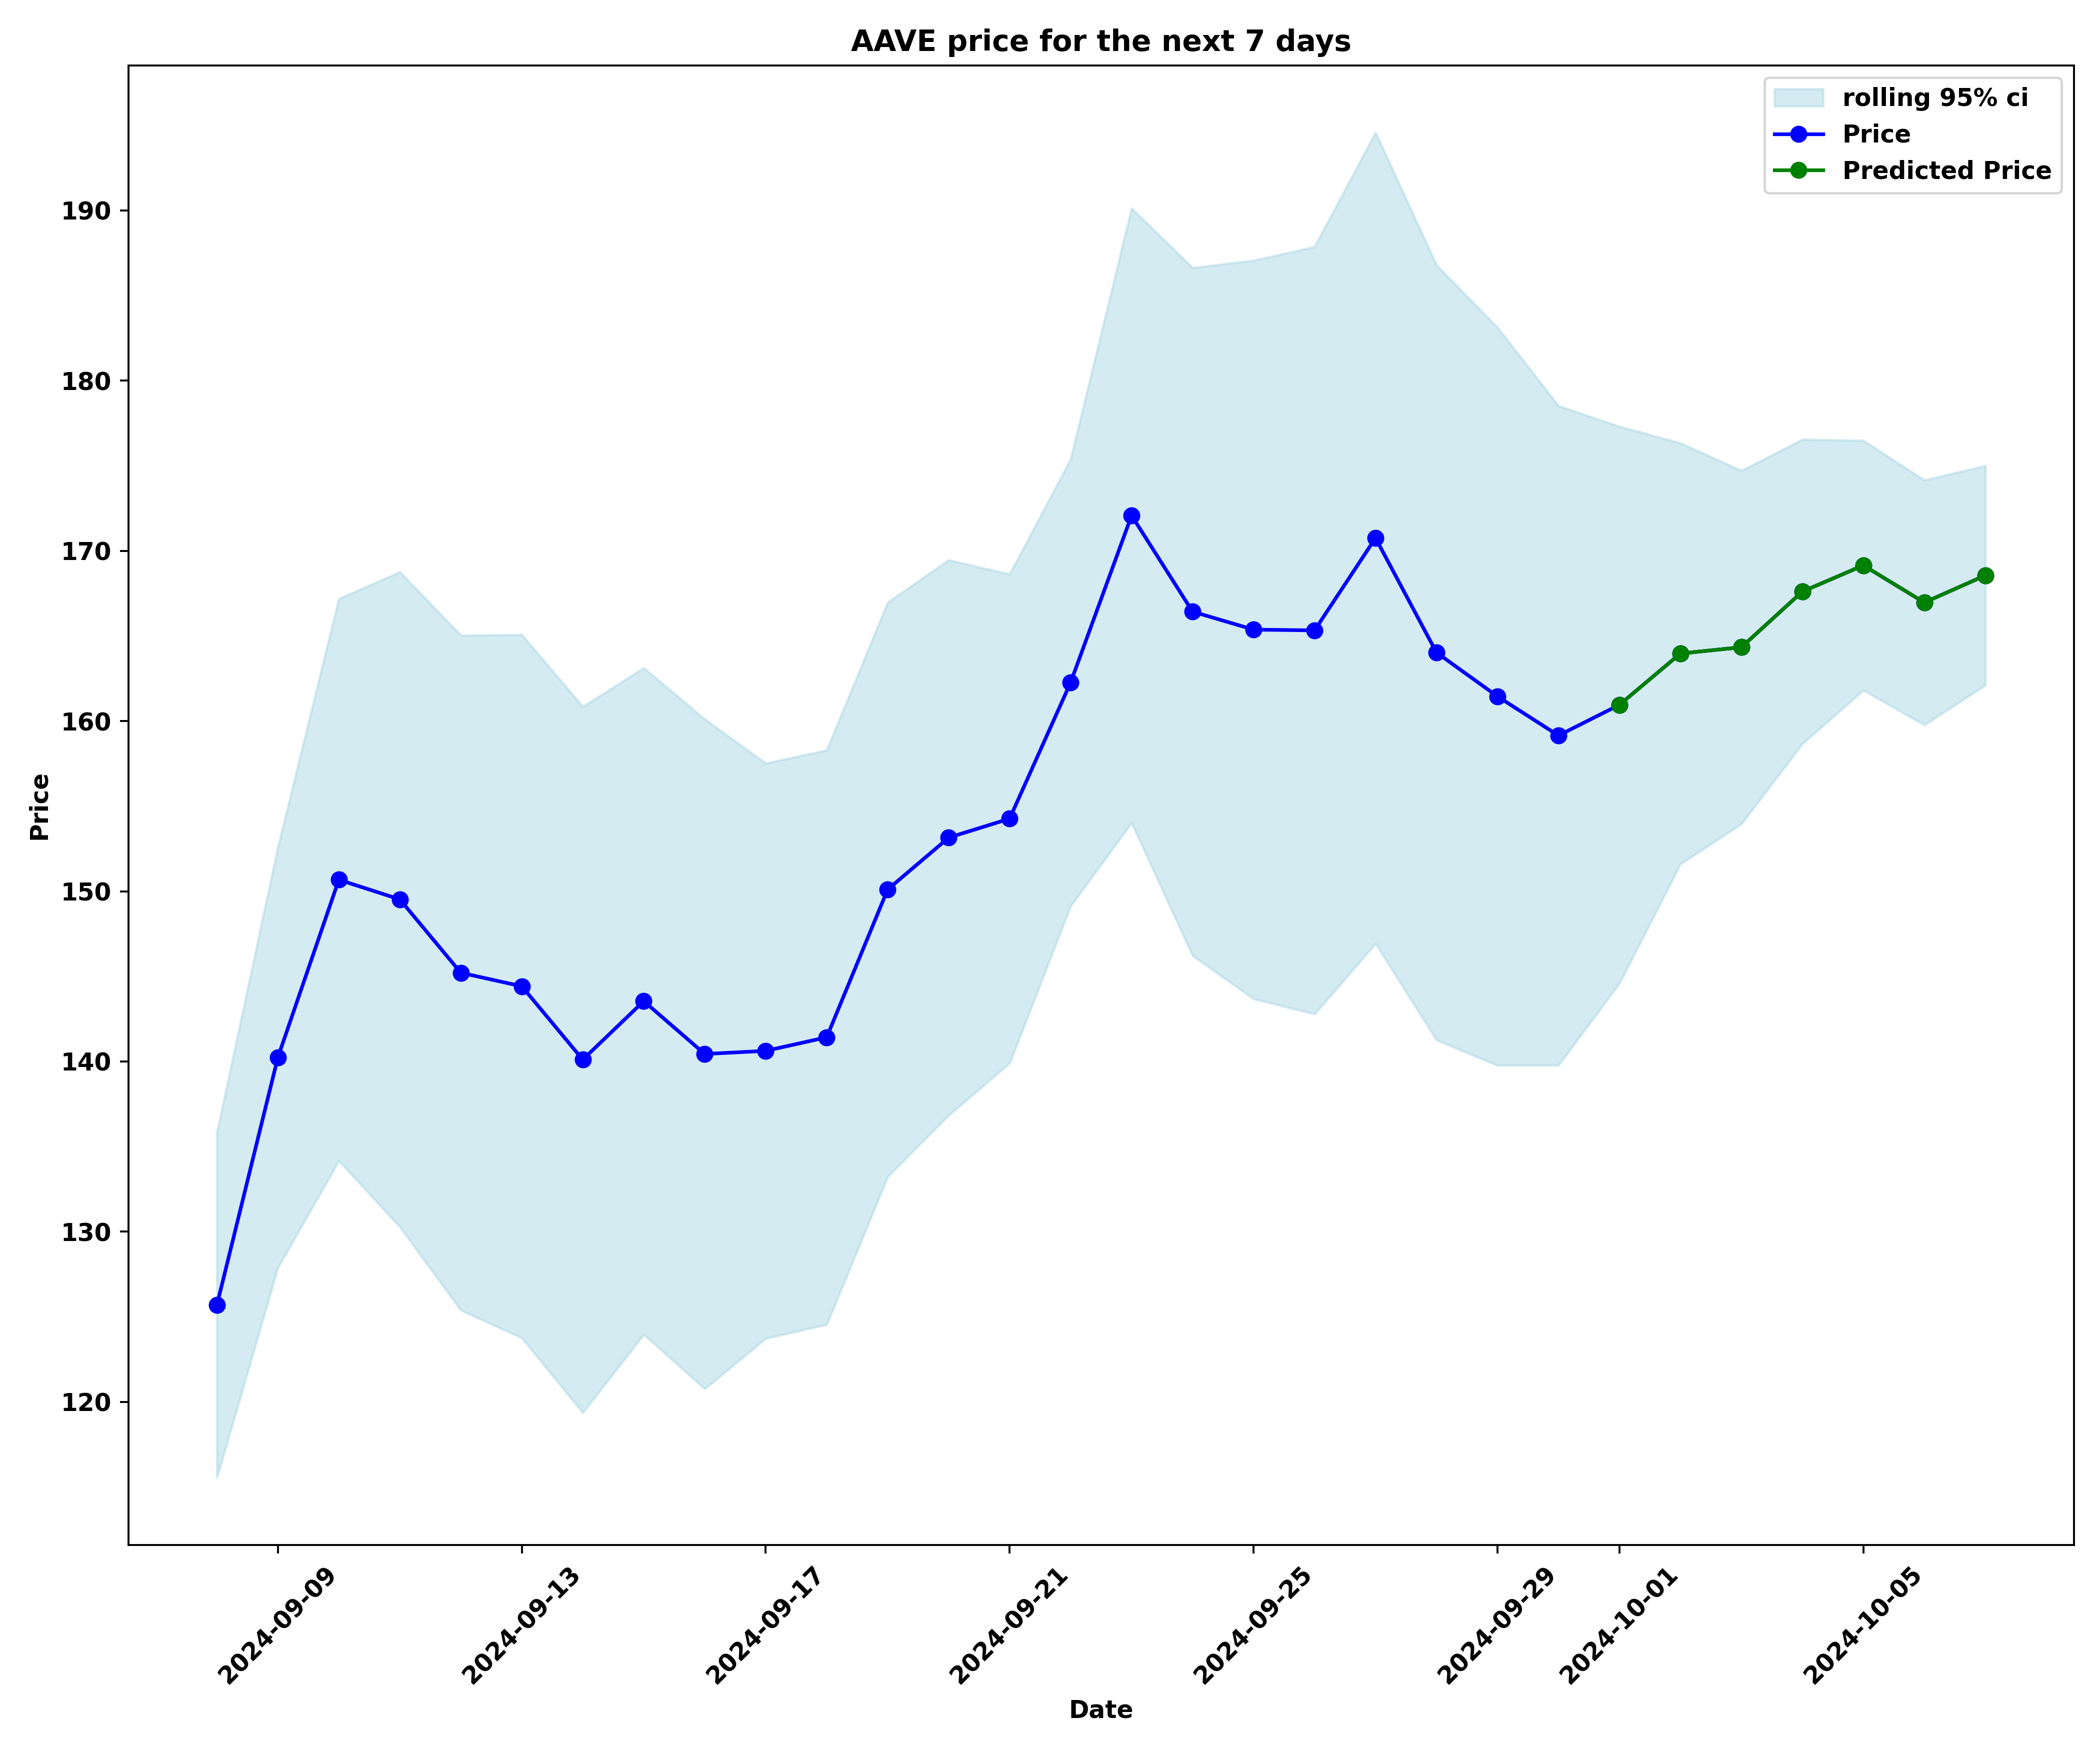 AAVE price for the next 7 days
rolling 95% ci
Price
Predicted Price
190
180
170
160
150
140
130
120
Price
2024-09-09
2024-09-13
2024-09-17
2024-09-21
2024-09-25
2024-09-29
2024-10-01
2024-10-05
Date